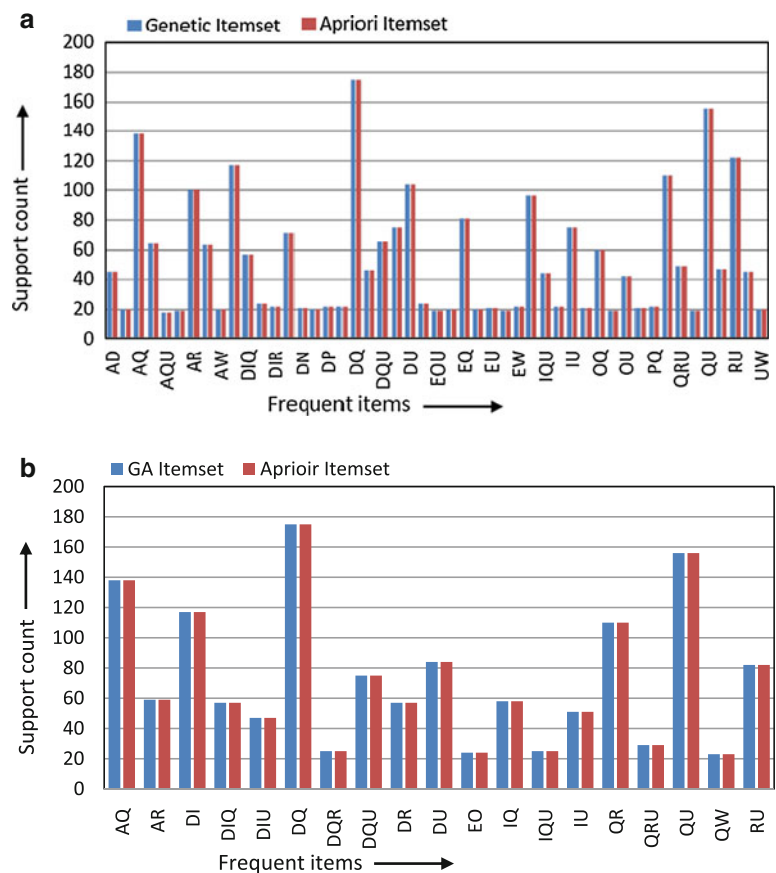 a
Genetic Itemset Apriori Itemset
200
180
160
140
120
100
80
60
40
20
0
Support count
AD AQ AQU AR AW DIQ DIR DN DP DQ DQU DU EOU EQ EU EW IQU IU OQ OU PQ QRU QU RU UW
Frequent items
b
GA Itemset Aprioir Itemset
200
180
160
140
120
100
80
60
40
20
0
Support count
AQ AR DI DIQ DIU DQ DQR DQU DR DU EO IQ IQU IU QR QRU QU QW RU
Frequent items